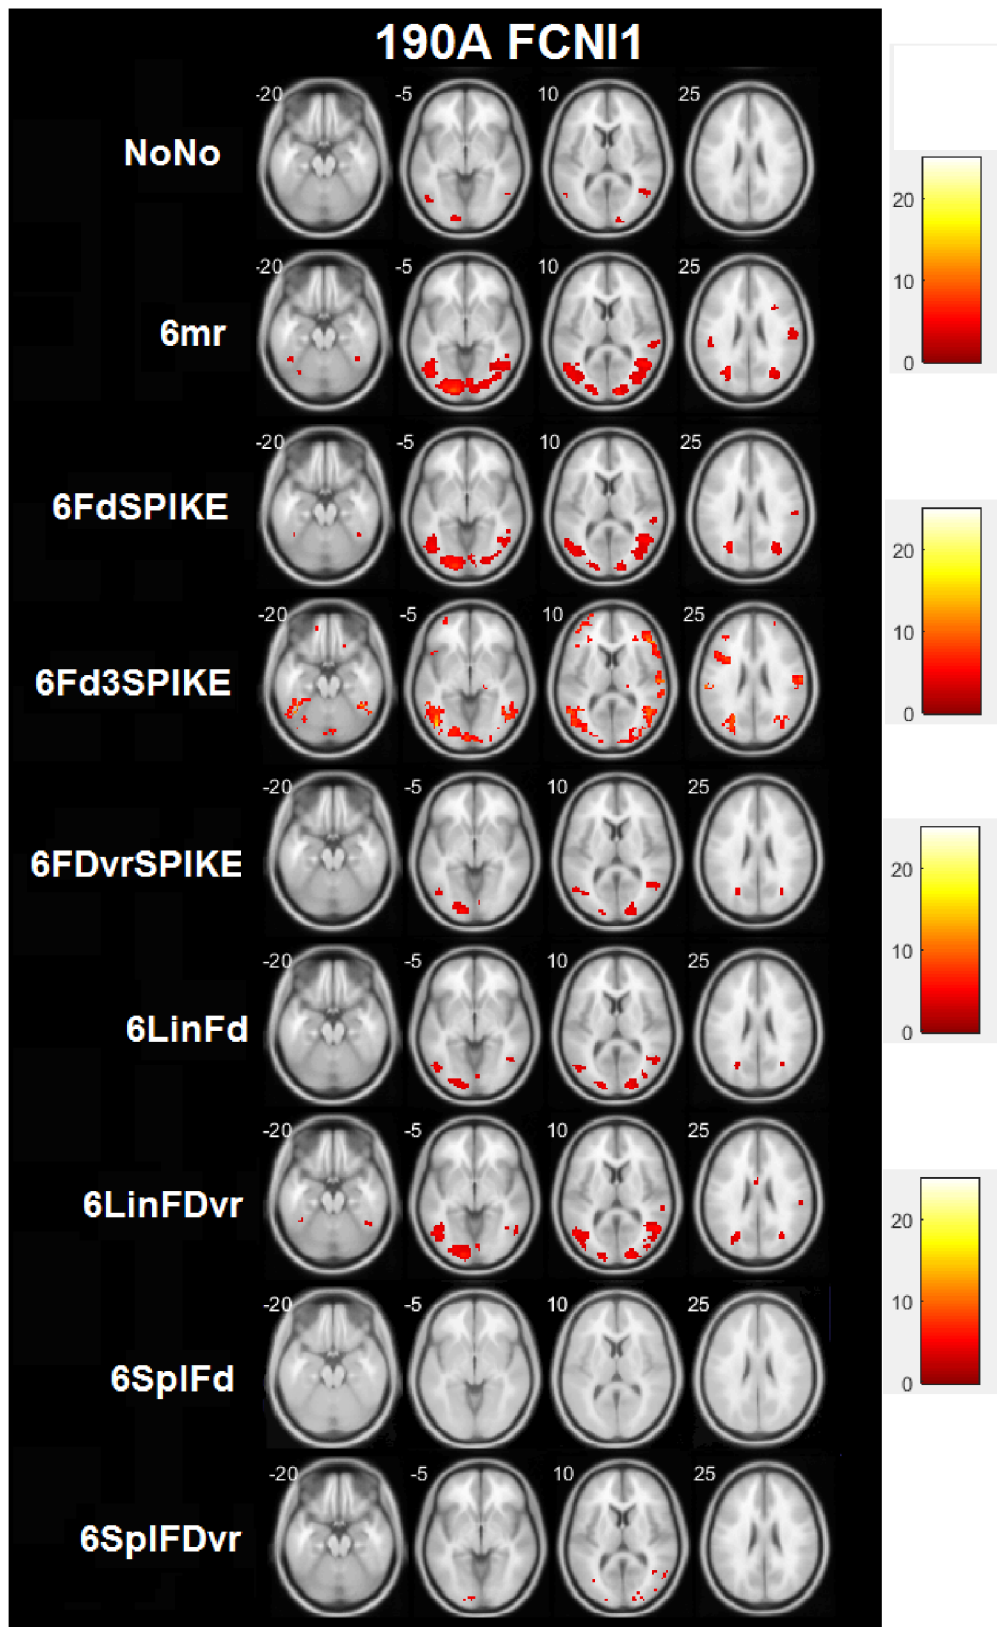 190A FCNI1
-20 -5 10 25
NoNo
20
10
0
-20 -5 10 25
6mr
-20 -5 10 25
6FdSPIKE
20
10
0
-20 -5 10 25
6Fd3SPIKE
-20 -5 10 25
6FDvrSPIKE
20
10
0
-20 -5 10 25
6LinFd
-20 -5 10 25
6LinFDvr
20
10
0
-20 -5 10 25
6SplFd
-20 -5 10 25
6SplFDvr